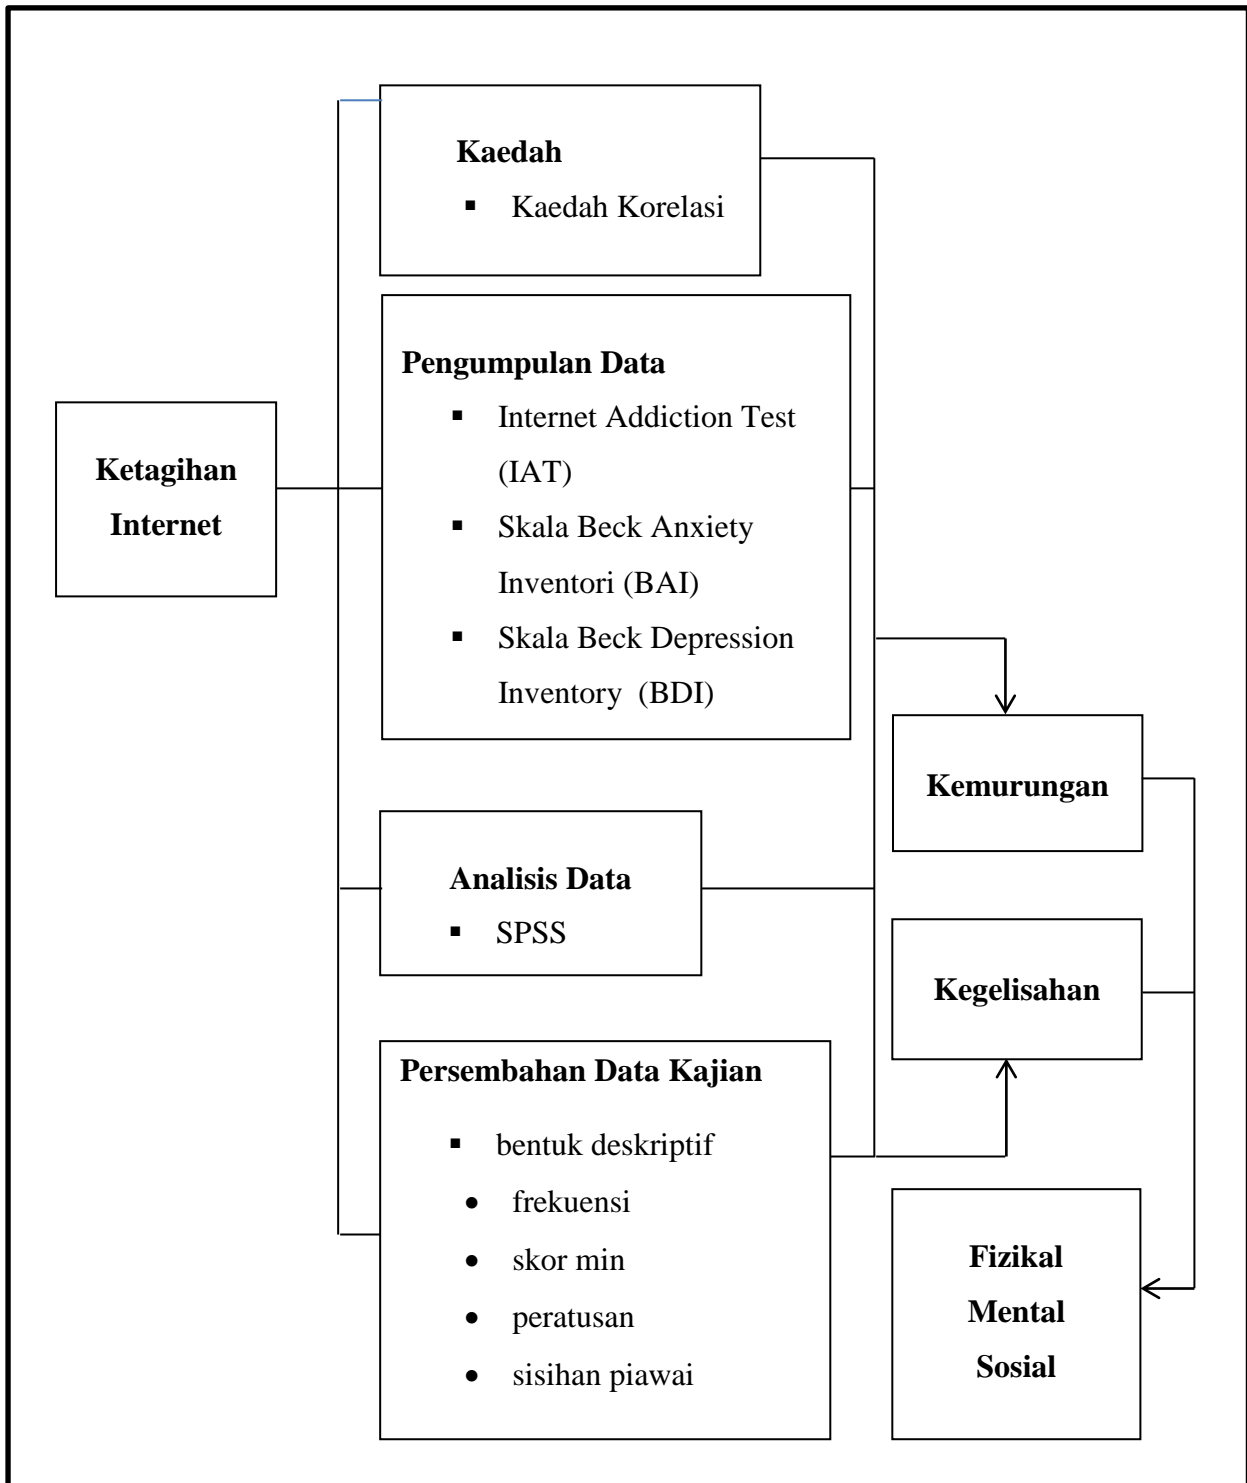 Kaedah
▪ Kaedah Korelasi
Pengumpulan Data
▪ Internet Addiction Test
(IAT)
▪ Skala Beck Anxiety
Inventori (BAI)
▪ Skala Beck Depression
Inventory (BDI)
Ketagihan
Internet
Analisis Data
▪ SPSS
Persembahan Data Kajian
▪ bentuk deskriptif
• frekuensi
• skor min
• peratusan
• sisihan piawai
Kemurungan
Kegelisahan
Fizikal
Mental
Sosial